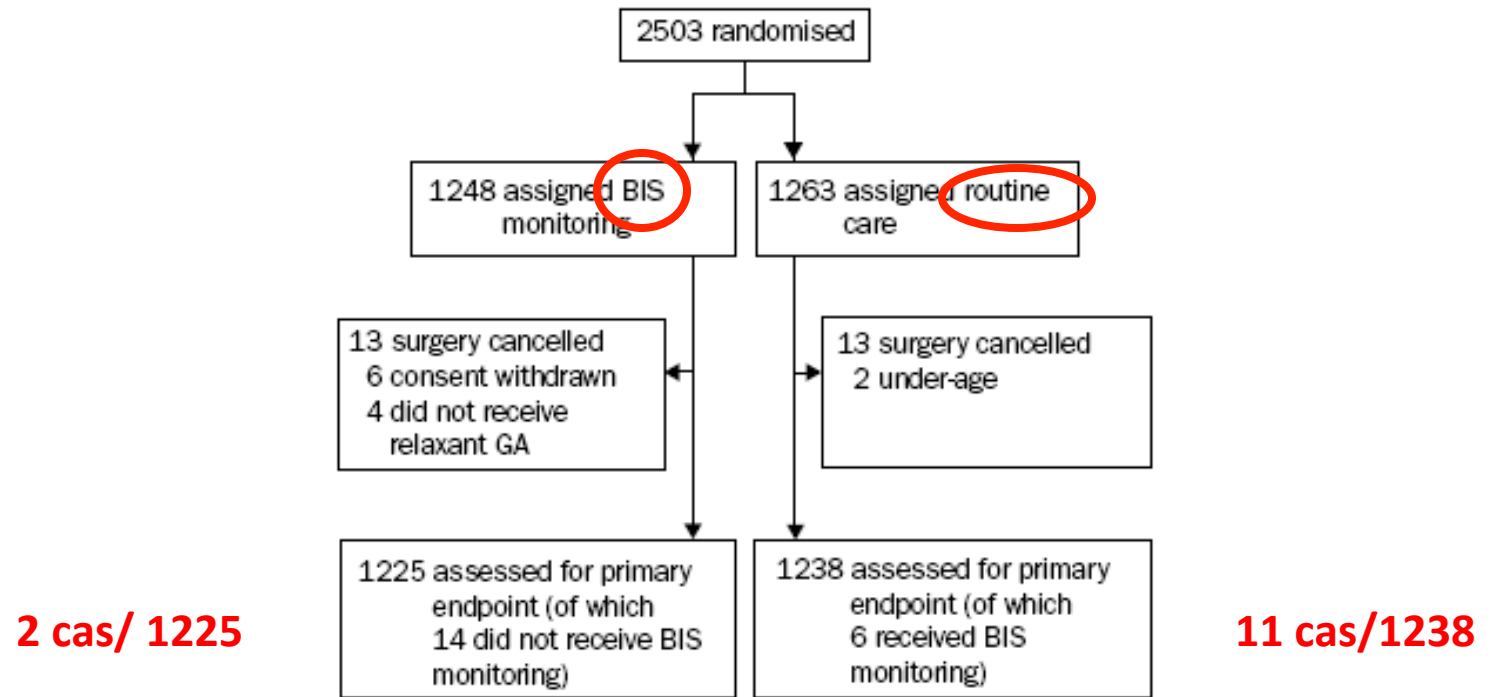 2503 randomised
1248 assigned BIS
monitoring
1263 assigned routine
care
13 surgery cancelled
6 consent withdrawn
4 did not receive
relaxant GA
13 surgery cancelled
2 under-age
1225 assessed for primary
endpoint (of which
14 did not receive BIS
monitoring)
1238 assessed for primary
endpoint (of which
6 received BIS
monitoring)
2 cas/ 1225
11 cas/1238